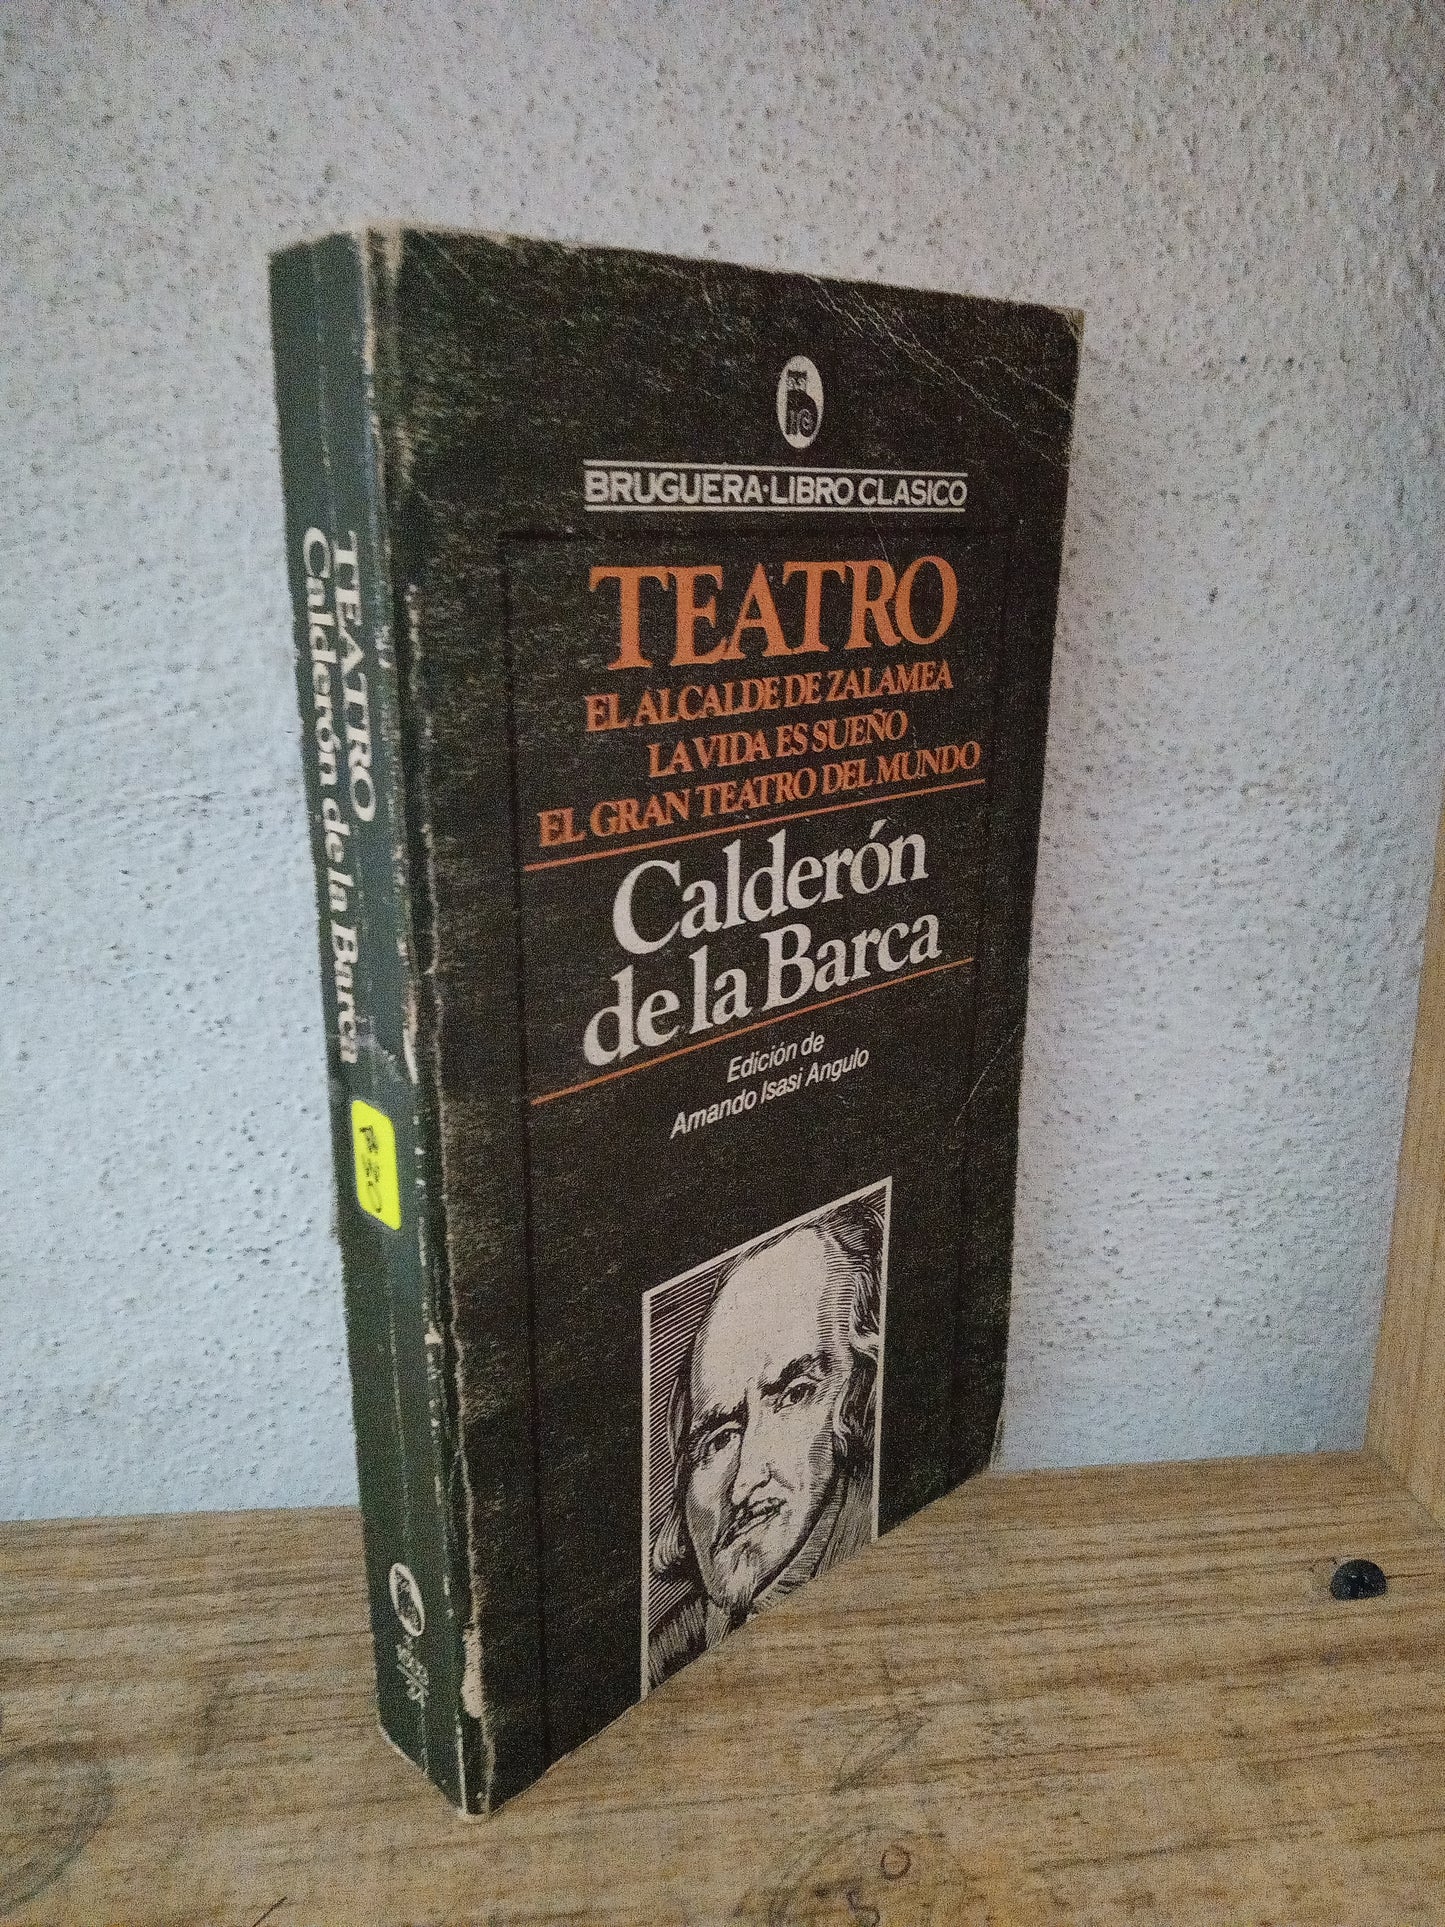 BRUGUERA·LIBRO CLASICO
TEATRO
EL ALCALDE DE ZALAMEA
LA VIDA ES SUEÑO
EL GRAN TEATRO DEL MUNDO
Calderón
de la Barca
Edición de
Armando Isasi Angulo
TEATRO
Calderón de la Barca